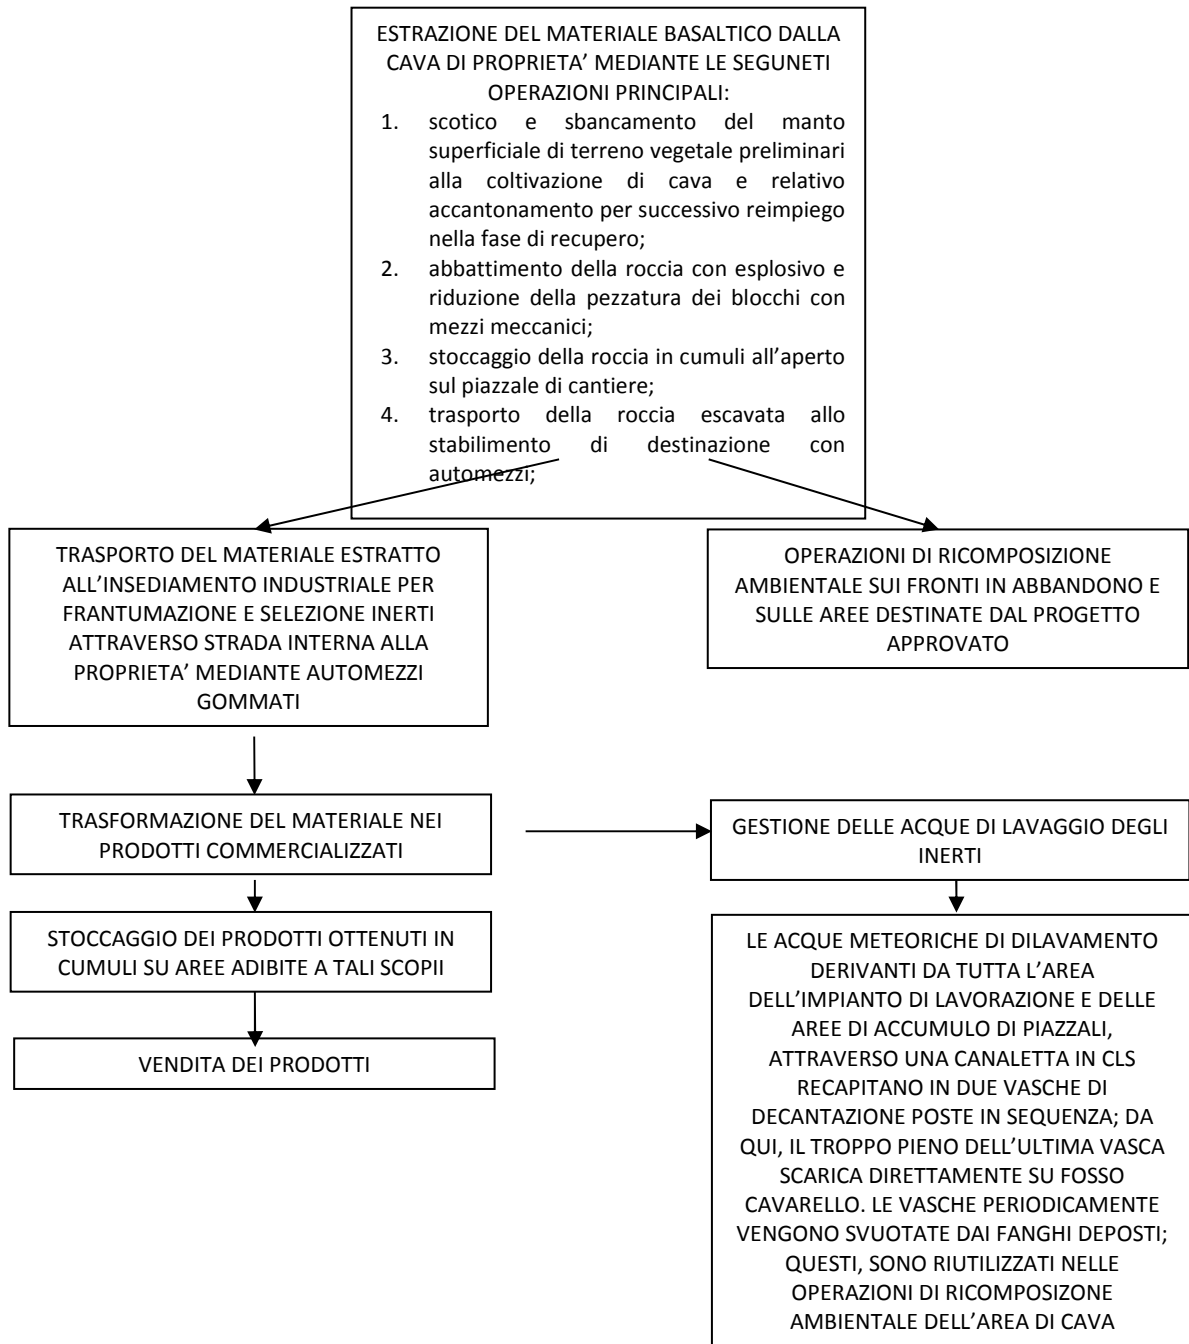 ESTRAZIONE DEL MATERIALE BASALTICO DALLA
CAVA DI PROPRIETA’ MEDIANTE LE SEGUNETI
OPERAZIONI PRINCIPALI:
1. scotico e sbancamento del manto
superficiale di terreno vegetale preliminari
alla coltivazione di cava e relativo
accantonamento per successivo reimpiego
nella fase di recupero;
2. abbattimento della roccia con esplosivo e
riduzione della pezzatura dei blocchi con
mezzi meccanici;
3. stoccaggio della roccia in cumuli all’aperto
sul piazzale di cantiere;
4. trasporto della roccia escavata allo
stabilimento di destinazione con
automezzi;
TRASPORTO DEL MATERIALE ESTRATTO
ALL’INSEDIAMENTO INDUSTRIALE PER
FRANTUMAZIONE E SELEZIONE INERTI
ATTRAVERSO STRADA INTERNA ALLA
PROPRIETA’ MEDIANTE AUTOMEZZI
GOMMATI
OPERAZIONI DI RICOMPOSIZIONE
AMBIENTALE SUI FRONTI IN ABBANDONO E
SULLE AREE DESTINATE DAL PROGETTO
APPROVATO
TRASFORMAZIONE DEL MATERIALE NEI
PRODOTTI COMMERCIALIZZATI
GESTIONE DELLE ACQUE DI LAVAGGIO DEGLI
INERTI
STOCCAGGIO DEI PRODOTTI OTTENUTI IN
CUMULI SU AREE ADIBITE A TALI SCOPII
VENDITA DEI PRODOTTI
LE ACQUE METEORICHE DI DILAVAMENTO
DERIVANTI DA TUTTA L’AREA
DELL’IMPIANTO DI LAVORAZIONE E DELLE
AREE DI ACCUMULO DI PIAZZALI,
ATTRAVERSO UNA CANALETTA IN CLS
RECAPITANO IN DUE VASCHE DI
DECANTAZIONE POSTE IN SEQUENZA; DA
QUI, IL TROPPO PIENO DELL’ULTIMA VASCA
SCARICA DIRETTAMENTE SU FOSSO
CAVARELLO. LE VASCHE PERIODICAMENTE
VENGONO SVUOTATE DAI FANGHI DEPOSTI;
QUESTI, SONO RIUTILIZZATI NELLE
OPERAZIONI DI RICOMPOSIZONE
AMBIENTALE DELL’AREA DI CAVA